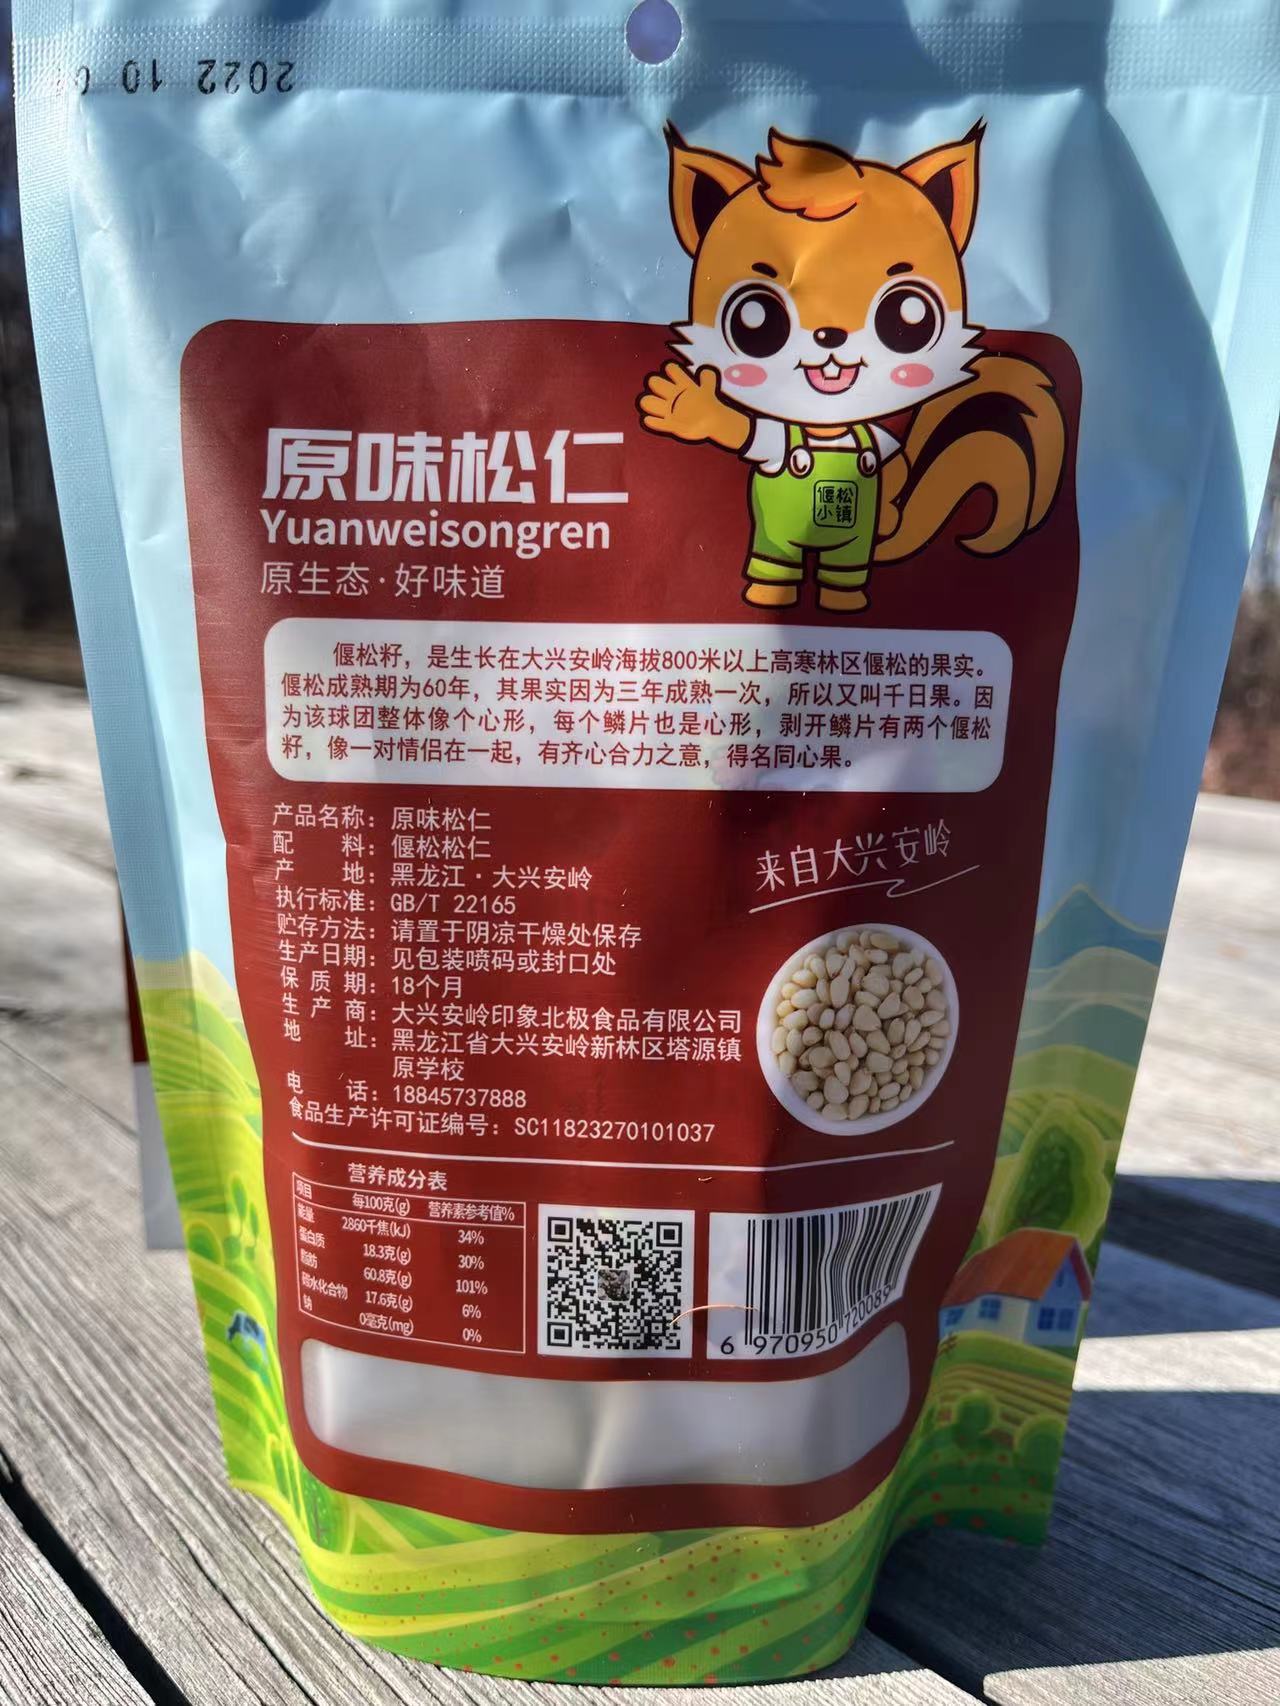 2022 10 0
偃松
小镇
原味松仁
Yuanweisongren
原生态·好味道
偃松籽，是生长在大兴安岭海拔800米以上高寒林区偃松的果实。
偃松成熟期为60年，其果实因为三年成熟一次，所以又叫千日果。因
为该球团整体像个心形，每个鳞片也是心形，剥开鳞片有两个偃松
籽，像一对情侣在一起，有齐心合力之意，得名同心果。
产品名称：原味松仁
配料：偃松松仁
产地：黑龙江·大兴安岭
执行标准：GB/T 22165
贮存方法：请置于阴凉干燥处保存
生产日期：见包装喷码或封口处
保质期：18个月
生产商：大兴安岭印象北极食品有限公司
地址：黑龙江省大兴安岭新林区塔源镇
原学校
电话：18845737888
食品生产许可证编号：SC11823270101037
来自大兴安岭
营养成分表
项目 每100克(g) 营养素参考值%
能量 2860千焦(kJ) 34%
蛋白质 18.3克(g) 30%
脂肪 60.8克(g) 101%
碳水化合物 17.6克(g) 6%
钠 0毫克(mg) 0%
6 970950 720089